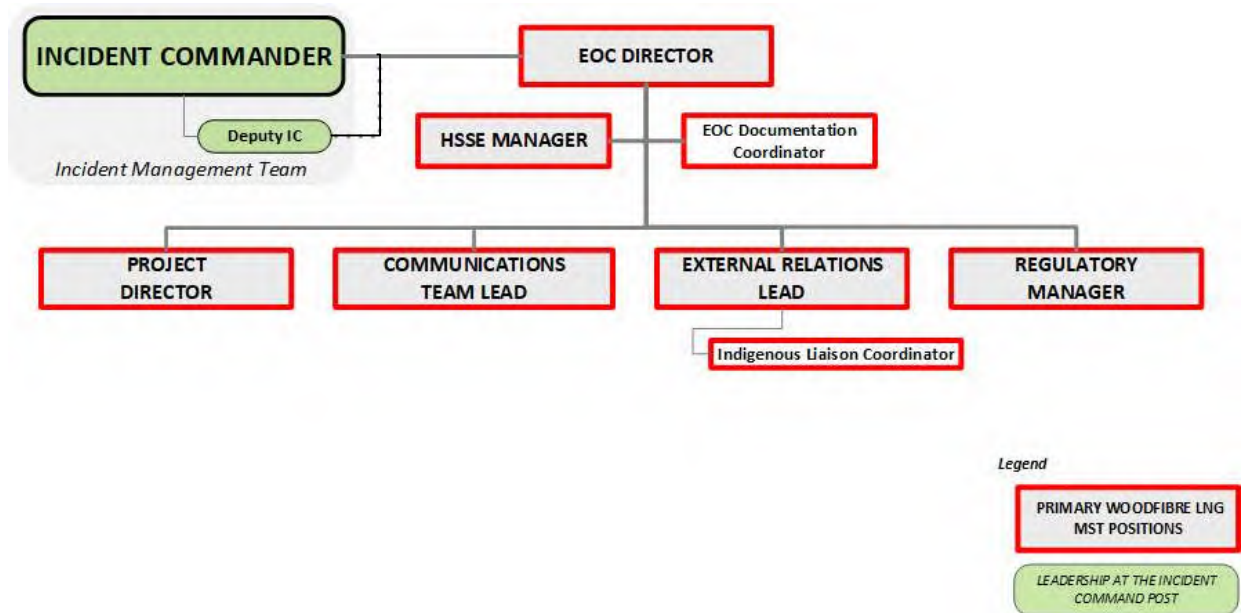 INCIDENT COMMANDER
EOC DIRECTOR
Deputy IC
Incident Management Team
HSSE MANAGER
EOC Documentation
Coordinator
PROJECT
DIRECTOR
COMMUNICATIONS
TEAM LEAD
EXTERNAL RELATIONS
LEAD
REGULATORY
MANAGER
Indigenous Liaison Coordinator
Legend
PRIMARY WOODFIBRE LNG
MST POSITIONS
LEADERSHIP AT THE INCIDENT
COMMAND POST